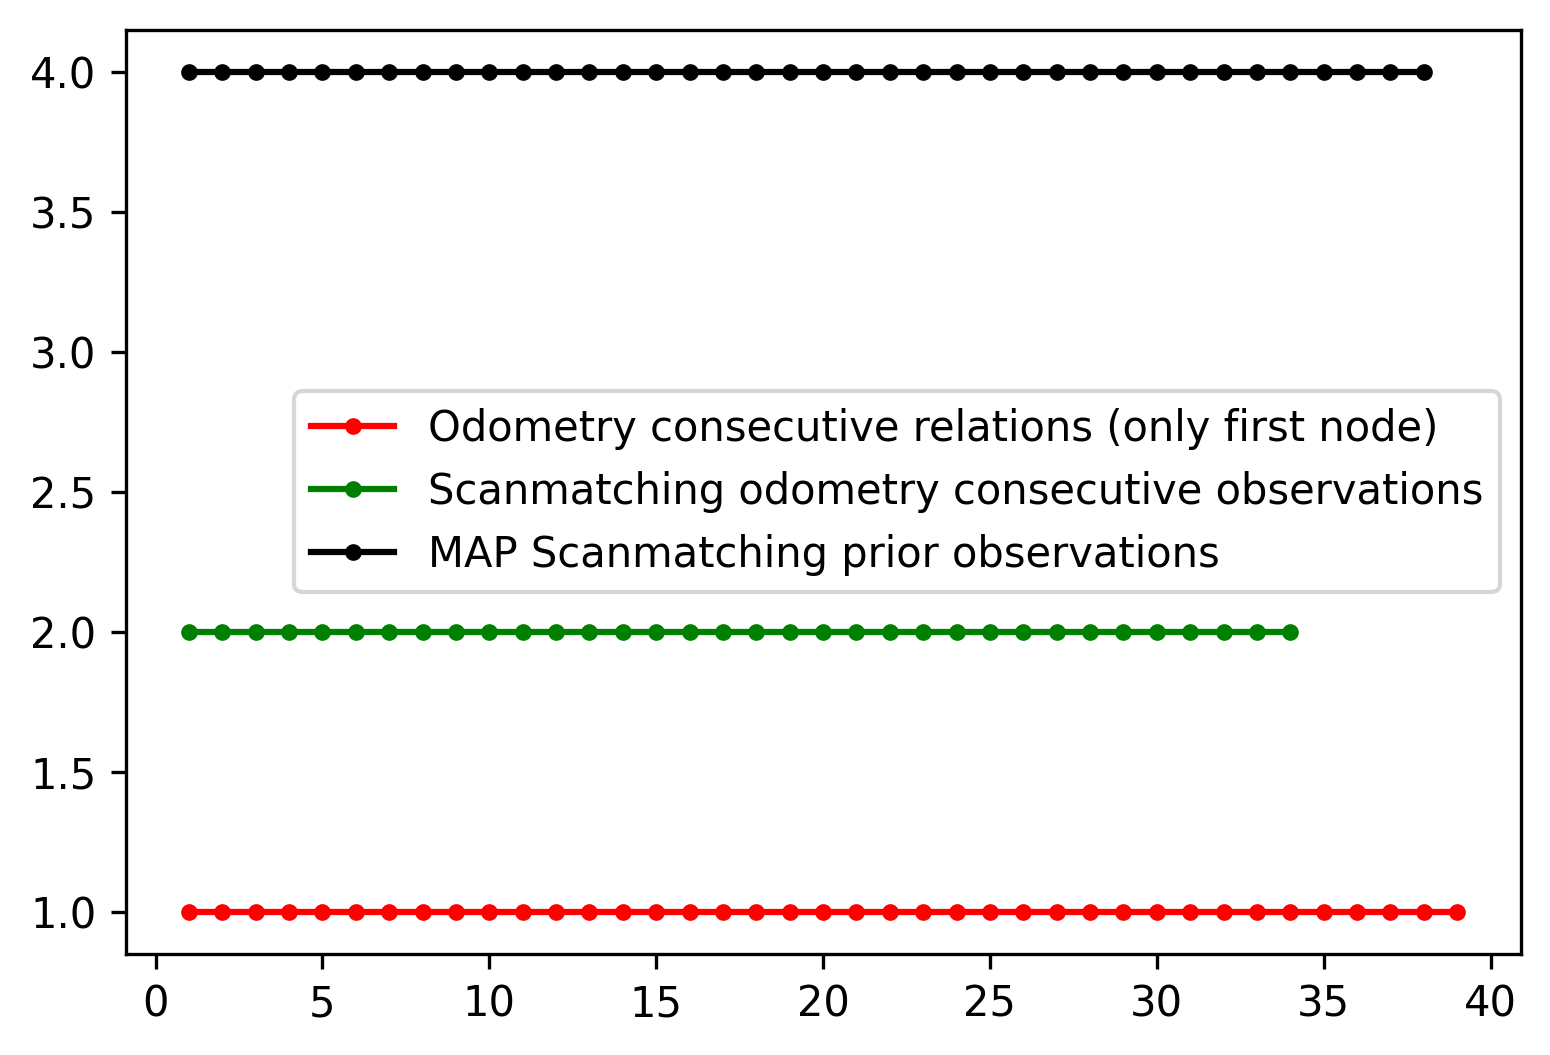 4.0
3.5
3.0
2.5
2.0
1.5
1.0
Odometry consecutive relations (only first node)
Scanmatching odometry consecutive observations
MAP Scanmatching prior observations
0 5 10 15 20 25 30 35 40